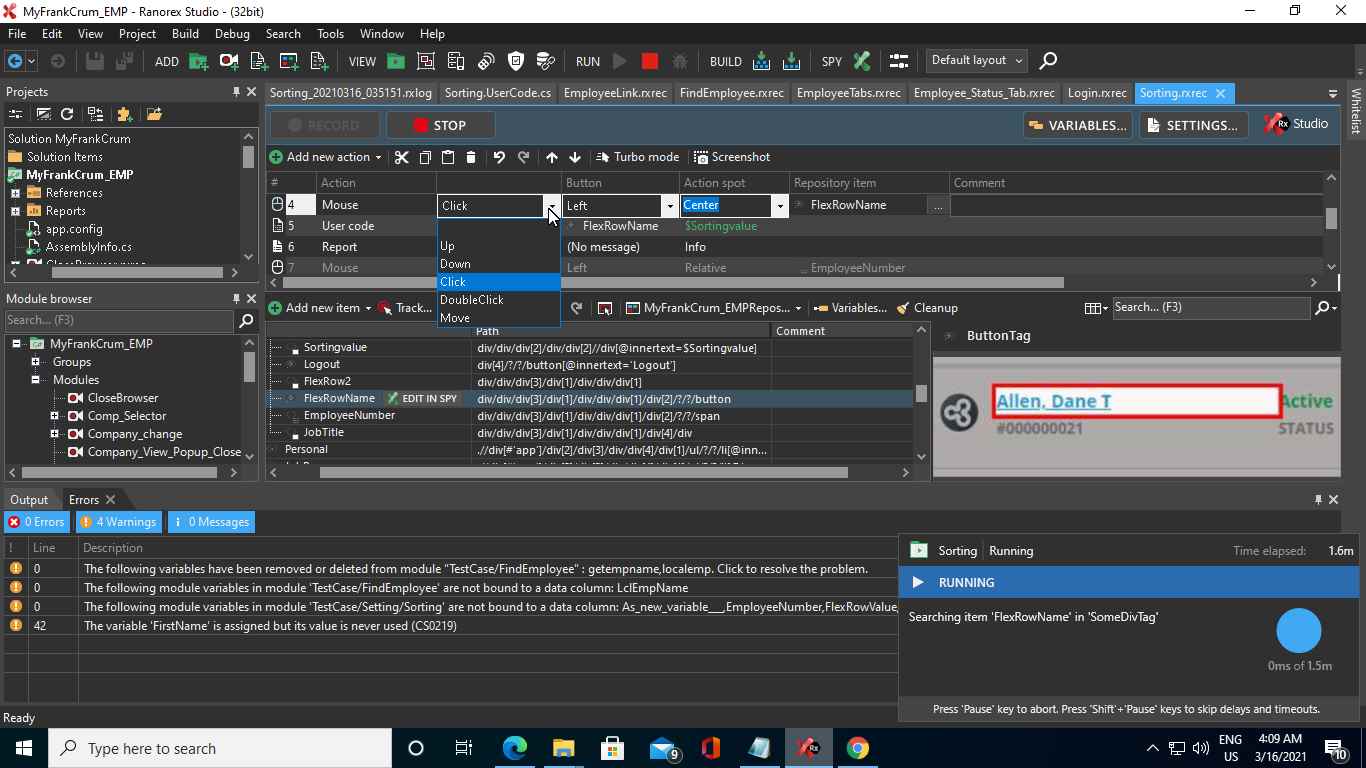 MyFrankCrum_EMP - Ranorex Studio - (32bit)
File Edit View Project Build Debug Search Tools Window Help
ADD VIEW RUN BUILD SPY Default layout
Projects
Sorting_20210316_035151.rxlog Sorting.UserCode.cs EmployeeLink.rxrec FindEmployee.rxrec EmployeeTabs.rxrec Employee_Status_Tab.rxrec Login.rxrec Sorting.rxrec
Whitelist
RECORD STOP VARIABLES... SETTINGS... Rx Studio
Solution MyFrankCrum
Solution Items
MyFrankCrum_EMP
References
Reports
app.config
AssemblyInfo.cs
Add new action Turbo mode Screenshot
# Action Button Action spot Repository item Comment
4 Mouse Click Left Center FlexRowName ...
5 User code FlexRowName $Sortingvalue
6 Report (No message) Info
7 Mouse Left Relative EmployeeNumber
Up
Down
Click
DoubleClick
Move
Module browser
Search... (F3)
MyFrankCrum_EMP
Groups
Modules
CloseBrowser
Comp_Selector
Company_change
Company_View_Popup_Close
Add new item Track... MyFrankCrum_EMPRepos... Variables... Cleanup Search... (F3)
Path Comment
Sortingvalue div/div/div[2]/div/div[2]//div[@innertext=$Sortingvalue]
Logout div[4]/?/?/button[@innertext='Logout']
FlexRow2 div/div/div[3]/div[1]/div/div/div[1]
FlexRowName EDIT IN SPY div/div/div[3]/div[1]/div/div/div[1]/div[2]/?/?/button
EmployeeNumber div/div/div[3]/div[1]/div/div/div[1]/div[2]/?/?/span
JobTitle div/div/div[3]/div[1]/div/div/div[1]/div[4]/div
Personal .//div[#'app']/div[2]/div[3]/div/div[4]/div[1]/ul/?/?/li[@inn...
ButtonTag
Allen, Dane T Active
#000000021 STATUS
Output Errors
0 Errors 4 Warnings 0 Messages
! Line Description
0 The following variables have been removed or deleted from module "TestCase/FindEmployee" : getempname,localemp. Click to resolve the problem.
0 The following module variables in module 'TestCase/FindEmployee' are not bound to a data column: LclEmpName
0 The following module variables in module 'TestCase/Setting/Sorting' are not bound to a data column: As_new_variable___,EmployeeNumber,FlexRowValue,
42 The variable 'FirstName' is assigned but its value is never used (CS0219)
Sorting Running Time elapsed: 1.6m
RUNNING
Searching item 'FlexRowName' in 'SomeDivTag'
0ms of 1.5m
Press 'Pause' key to abort. Press 'Shift'+'Pause' keys to skip delays and timeouts.
Ready
Type here to search
9
ENG
US
4:09 AM
3/16/2021
10